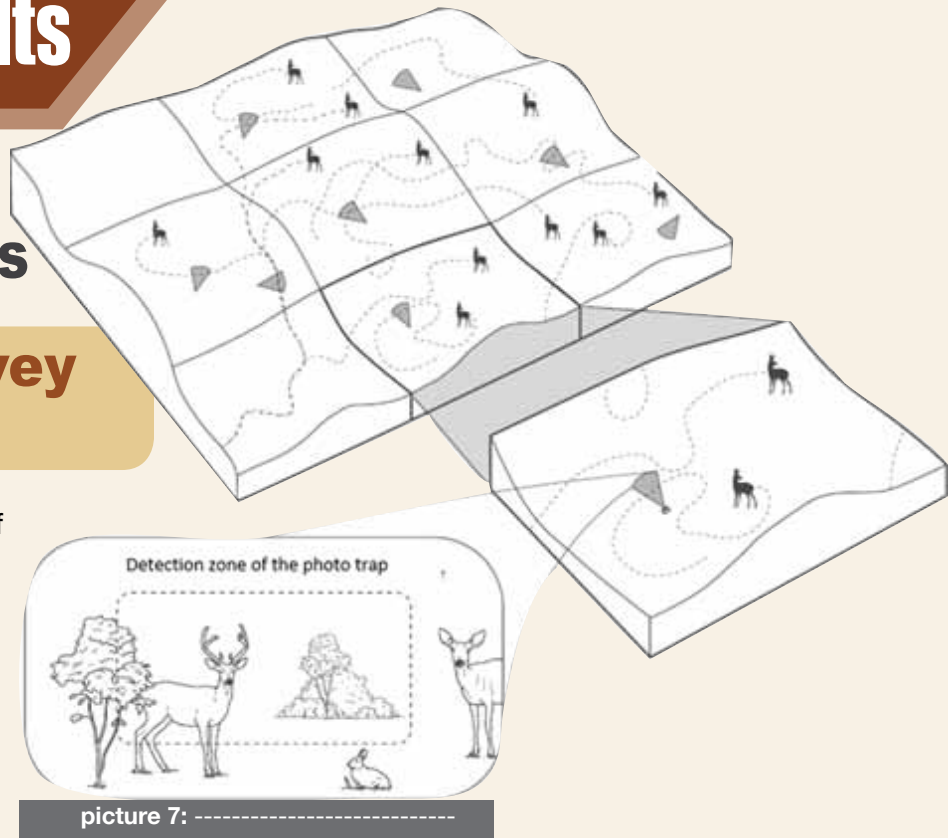 lts
s
vey
f
Detection zone of the photo trap
picture 7: ----------------------------